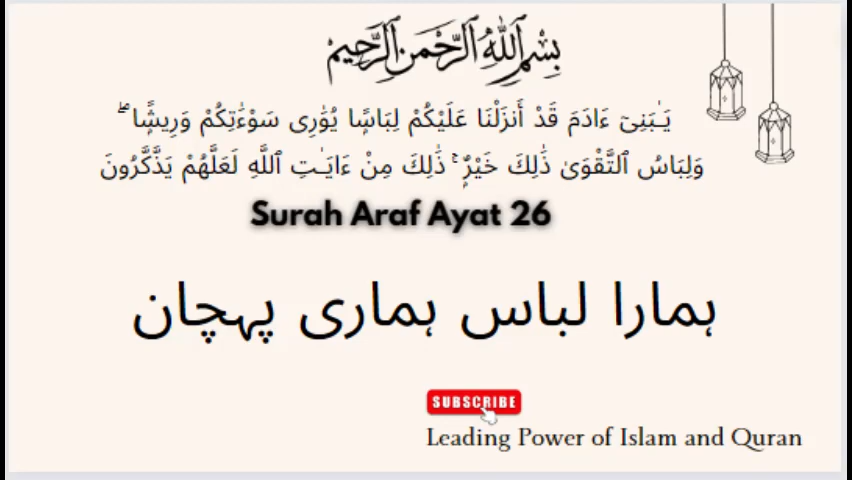 بِسْمِ اللَّهِ الرَّحْمَٰنِ الرَّحِيمِ
يَـٰبَنِىٓ ءَادَمَ قَدْ أَنزَلْنَا عَلَيْكُمْ لِبَاسًا يُوَٰرِى سَوْءَٰتِكُمْ وَرِيشًا ۖ
وَلِبَاسُ ٱلتَّقْوَىٰ ذَٰلِكَ خَيْرٌ ۚ ذَٰلِكَ مِنْ ءَايَـٰتِ ٱللَّهِ لَعَلَّهُمْ يَذَّكَّرُونَ
Surah Araf Ayat 26
ہمارا لباس ہماری پہچان
SUBSCRIBE
Leading Power of Islam and Quran